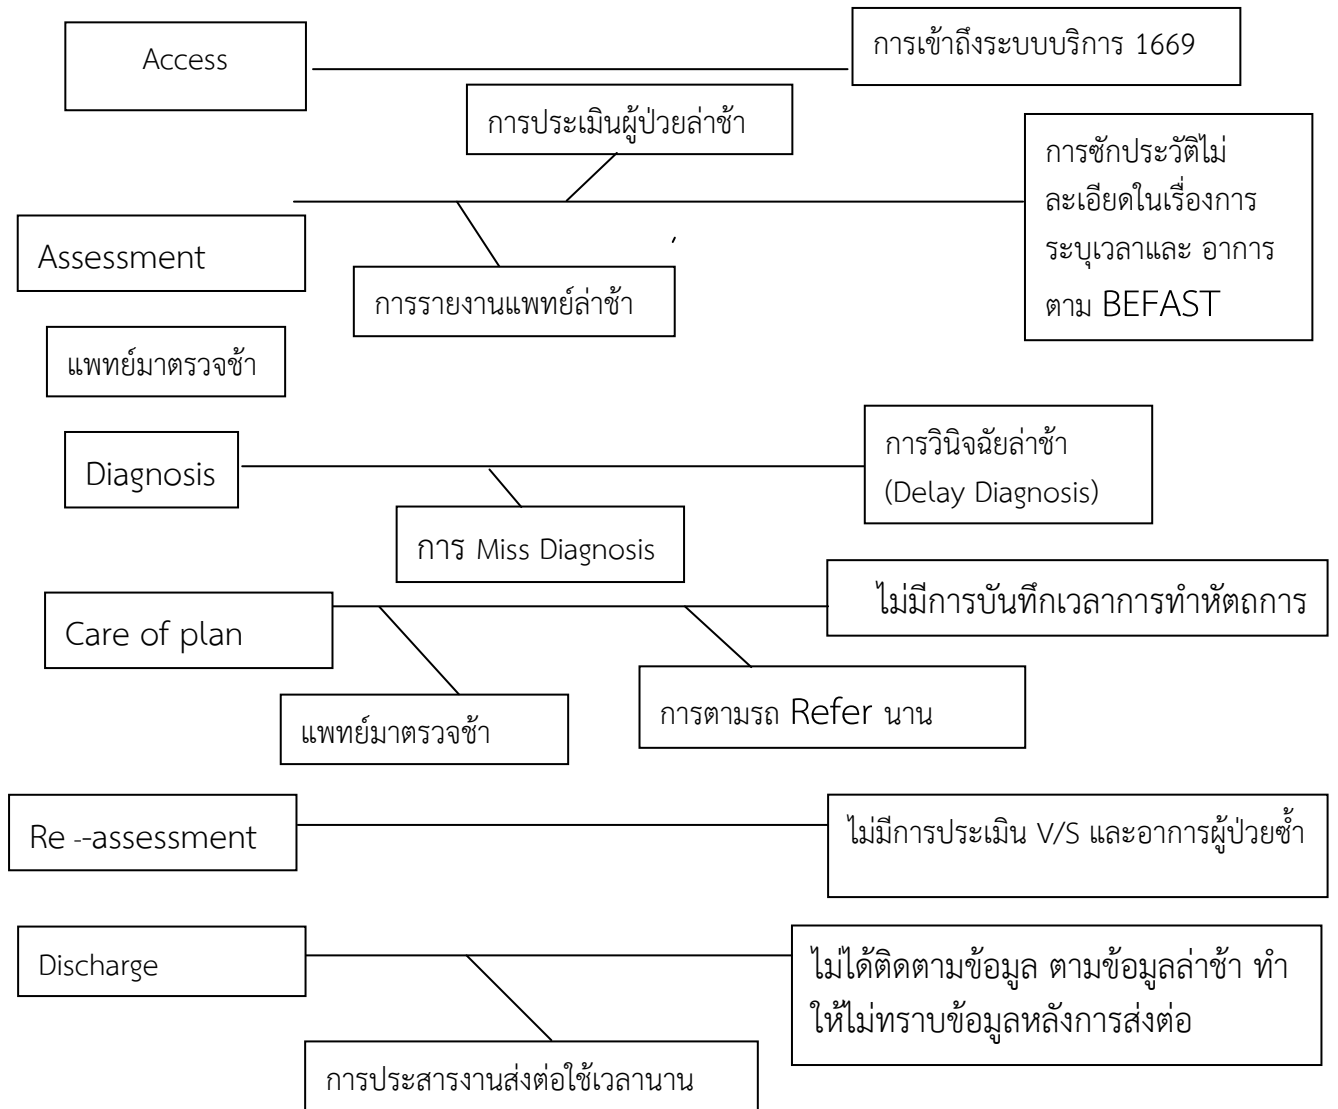 Access
การเข้าถึงระบบบริการ 1669
การประเมินผู้ป่วยล่าช้า
การซักประวัติไม่
ละเอียดในเรื่องการ
ระบุเวลาและ อาการ
ตาม BEFAST
Assessment
การรายงานแพทย์ล่าช้า
แพทย์มาตรวจช้า
Diagnosis
การวินิจฉัยล่าช้า
(Delay Diagnosis)
การ Miss Diagnosis
ไม่มีการบันทึกเวลาการทำหัตถการ
Care of plan
แพทย์มาตรวจช้า
การตามรถ Refer นาน
Re --assessment
ไม่มีการประเมิน V/S และอาการผู้ป่วยซ้ำ
Discharge
ไม่ได้ติดตามข้อมูล ตามข้อมูลล่าช้า ทำ
ให้ไม่ทราบข้อมูลหลังการส่งต่อ
การประสารงานส่งต่อใช้เวลานาน